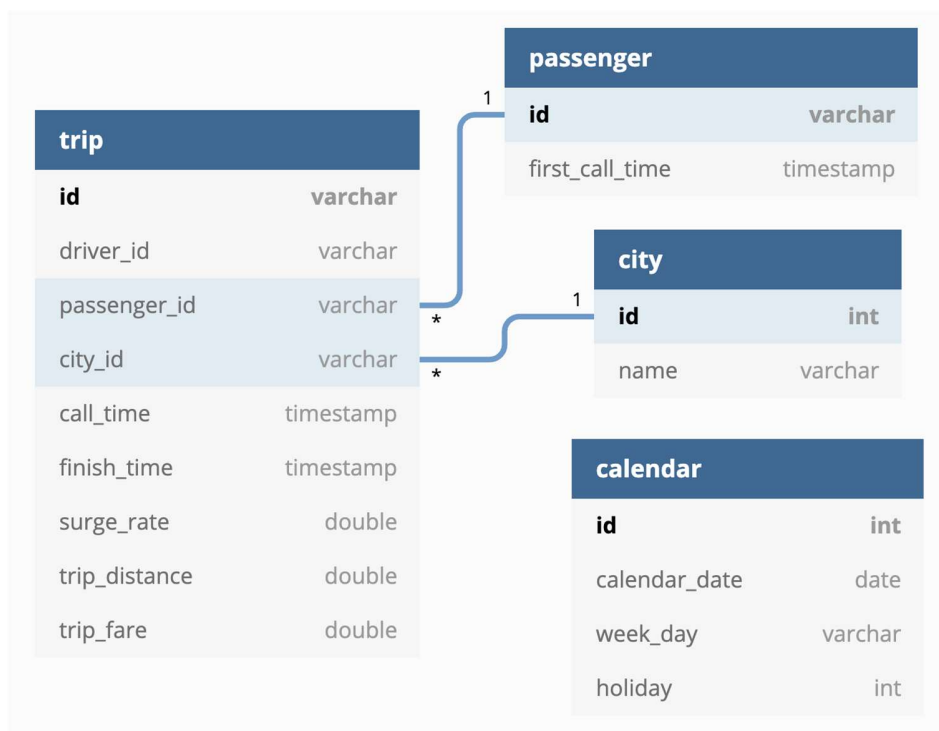 trip
id varchar
driver_id varchar
passenger_id varchar
city_id varchar
call_time timestamp
finish_time timestamp
surge_rate double
trip_distance double
trip_fare double
1
*
passenger
id varchar
first_call_time timestamp
1
*
city
id int
name varchar
calendar
id int
calendar_date date
week_day varchar
holiday int